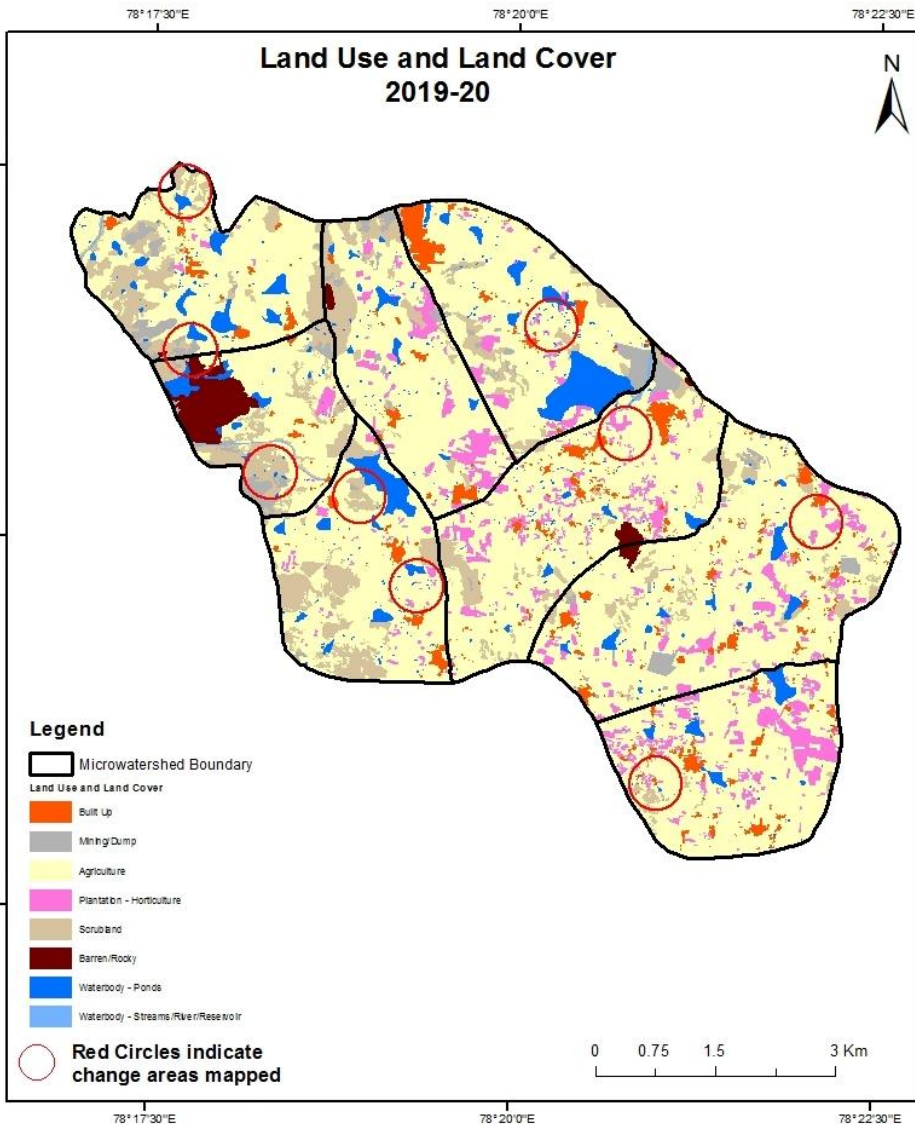 78°17'30"E
78°20'0"E
78°22'30"E
Land Use and Land Cover
2019-20
N
Legend
Microwatershed Boundary
Land Use and Land Cover
Built Up
Mining/Dump
Agriculture
Plantation - Horticulture
Scrubland
Barren/Rocky
Waterbody - Ponds
Waterbody - Streams/River/Reservoir
Red Circles indicate
change areas mapped
0 0.75 1.5 3 Km
78°17'30"E
78°20'0"E
78°22'30"E